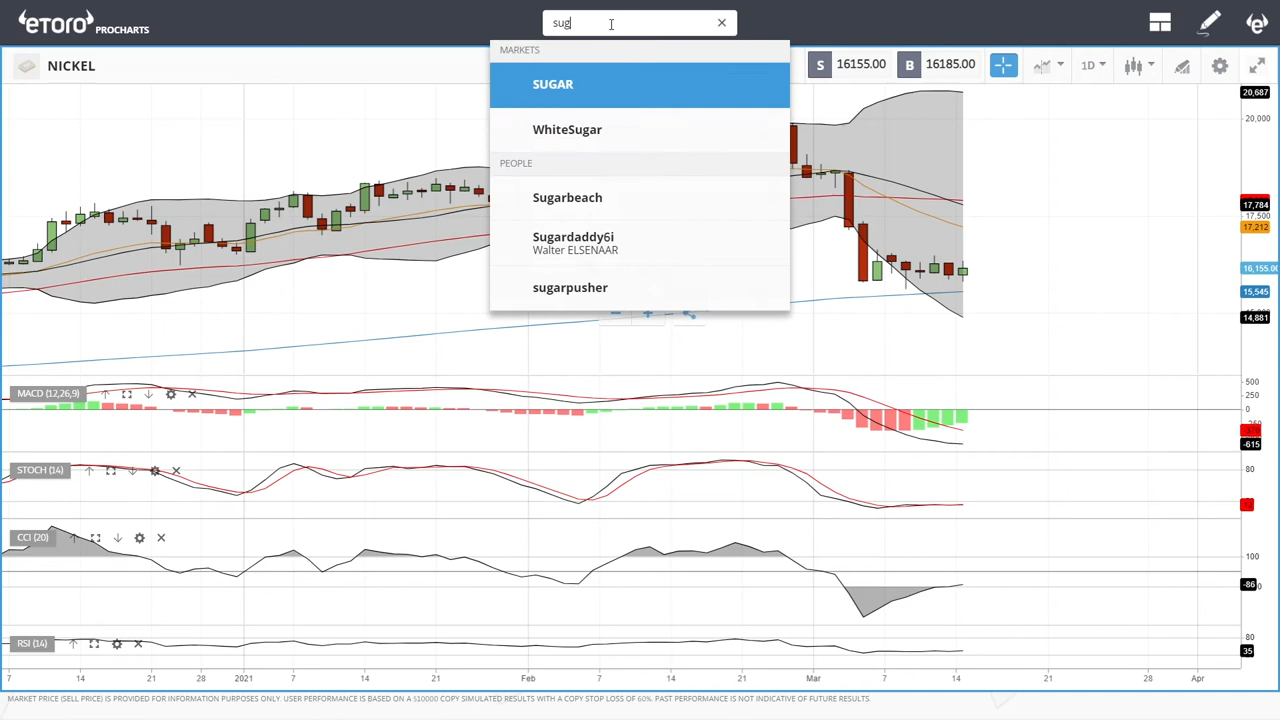 eTORO PROCHARTS
sug
MARKETS
SUGAR
WhiteSugar
PEOPLE
Sugarbeach
Sugardaddy6i
Walter ELSENAAR
sugarpusher
NICKEL
S 16155.00 B 16185.00 1D
20,687
20,000
17,784
17,500
17,212
16,155.00
15,545
14,881
MACD (12,26,9)
500
250
0
-615
STOCH (14)
80
CCI (20)
100
-86
RSI (14)
80
35
7 14 21 28 2021 7 14 21 Feb 7 14 21 Mar 7 14 21 28 Apr
MARKET PRICE (SELL PRICE) IS PROVIDED FOR INFORMATION PURPOSES ONLY. USER PERFORMANCE IS BASED ON A $10000 COPY SIMULATED RESULTS WITH A COPY STOP LOSS OF 60%. PAST PERFORMANCE IS NOT INDICATIVE OF FUTURE RESULTS.